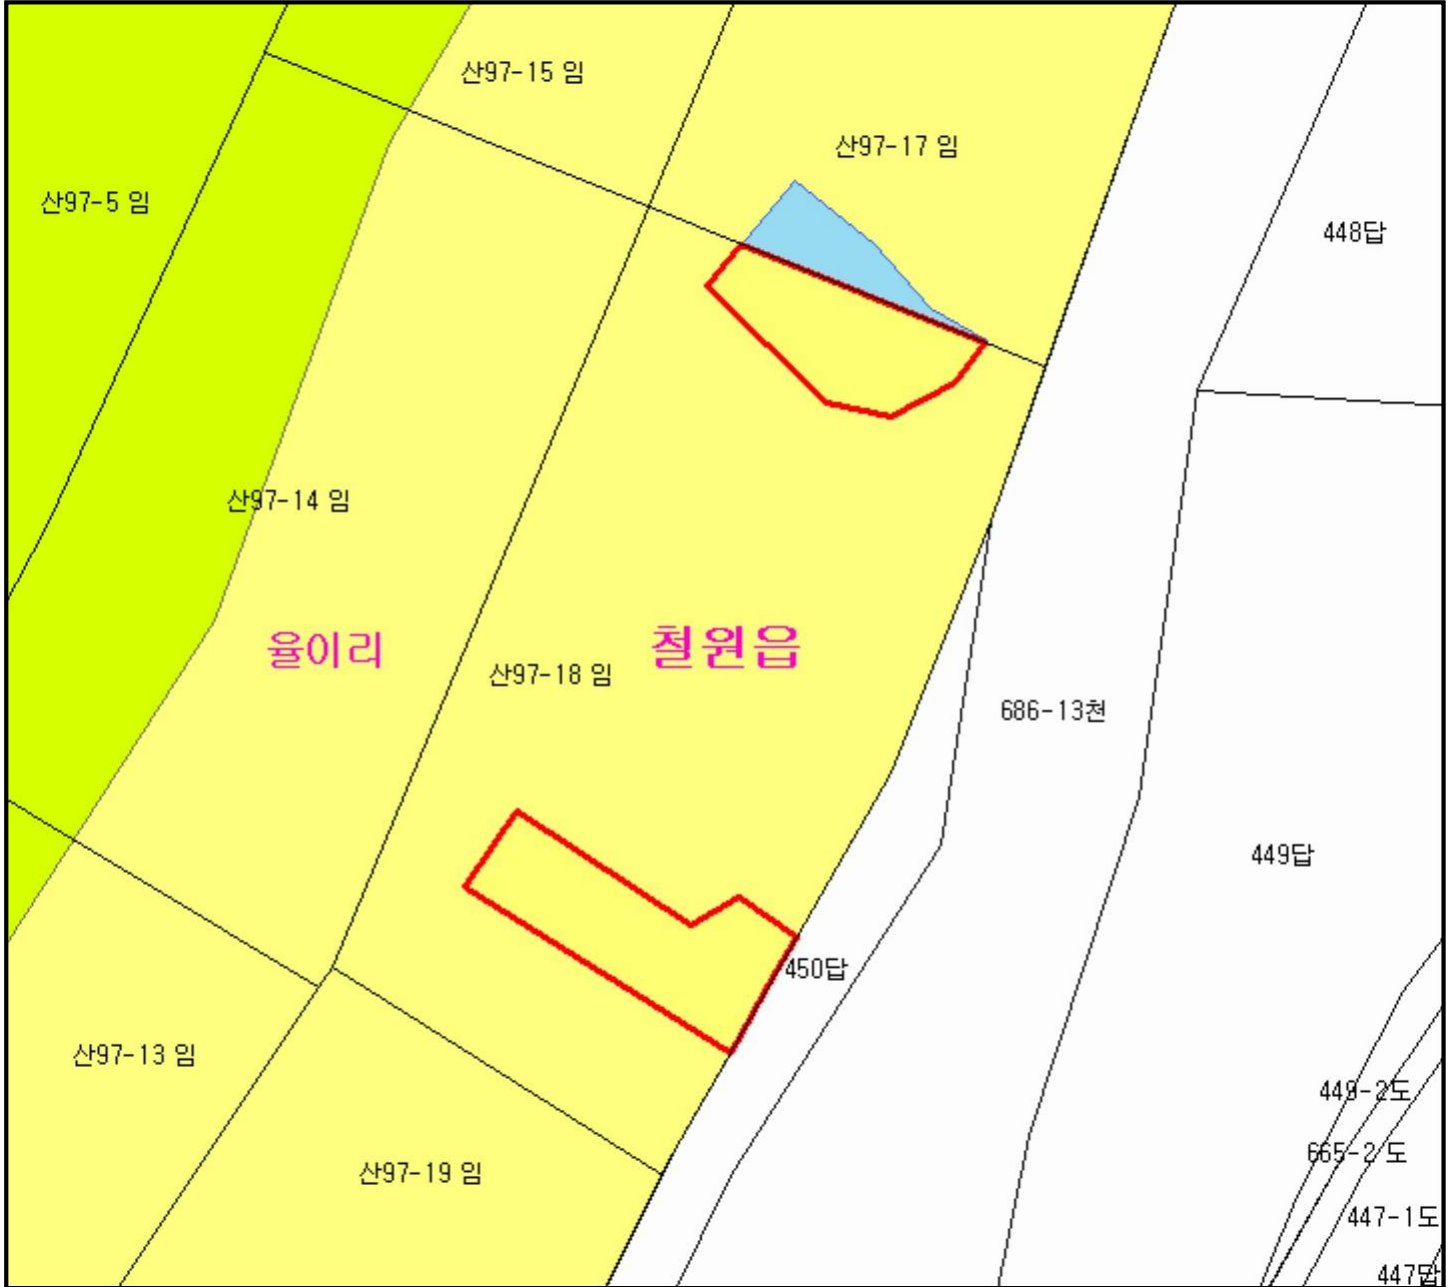 산97-15 임
산97-17 임
산97-5 임
448답
산97-14 임
율이리
철원읍
산97-18 임
686-13천
449답
450답
산97-13 임
449-2도
665-2 도
산97-19 임
447-1도
447답